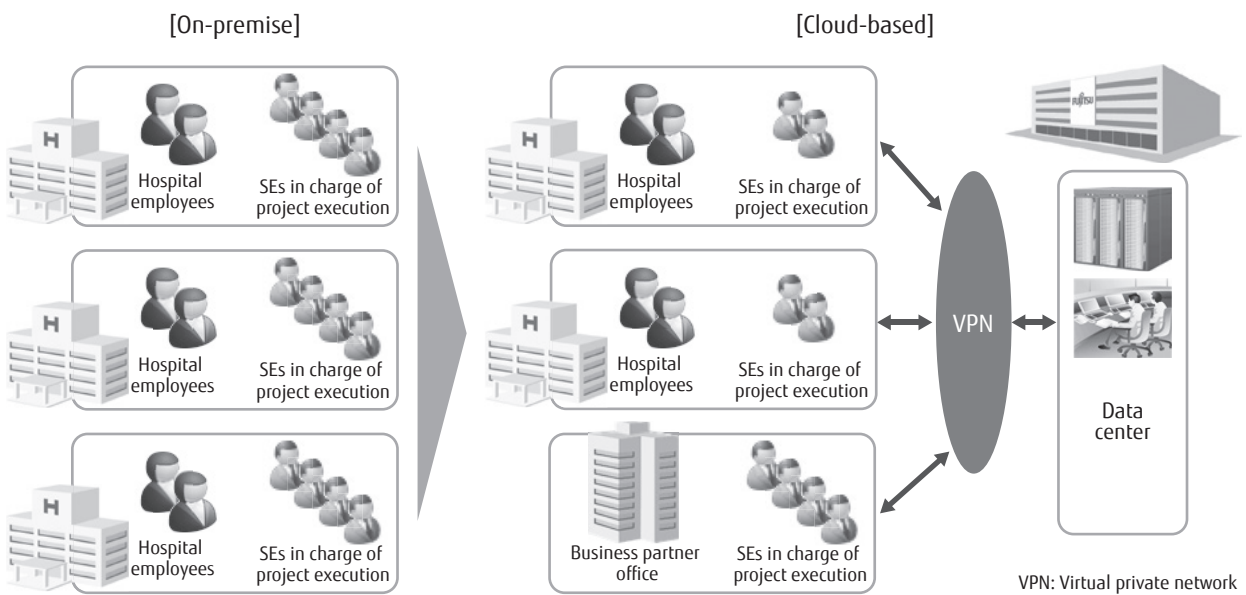 [On-premise]
[Cloud-based]
H
Hospital
employees
SEs in charge of
project execution
H
Hospital
employees
SEs in charge of
project execution
H
Hospital
employees
SEs in charge of
project execution
H
Hospital
employees
SEs in charge of
project execution
H
Hospital
employees
SEs in charge of
project execution
Business partner
office
SEs in charge of
project execution
VPN
FUJITSU
Data
center
VPN: Virtual private network